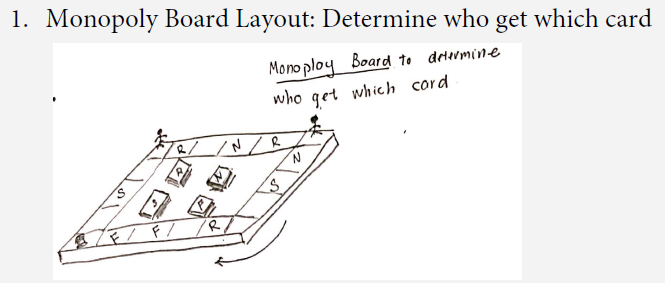 1. Monopoly Board Layout: Determine who get which card
Monoploy Board to determine
who get which card
R N R
N
R N
S S
S F
F F R